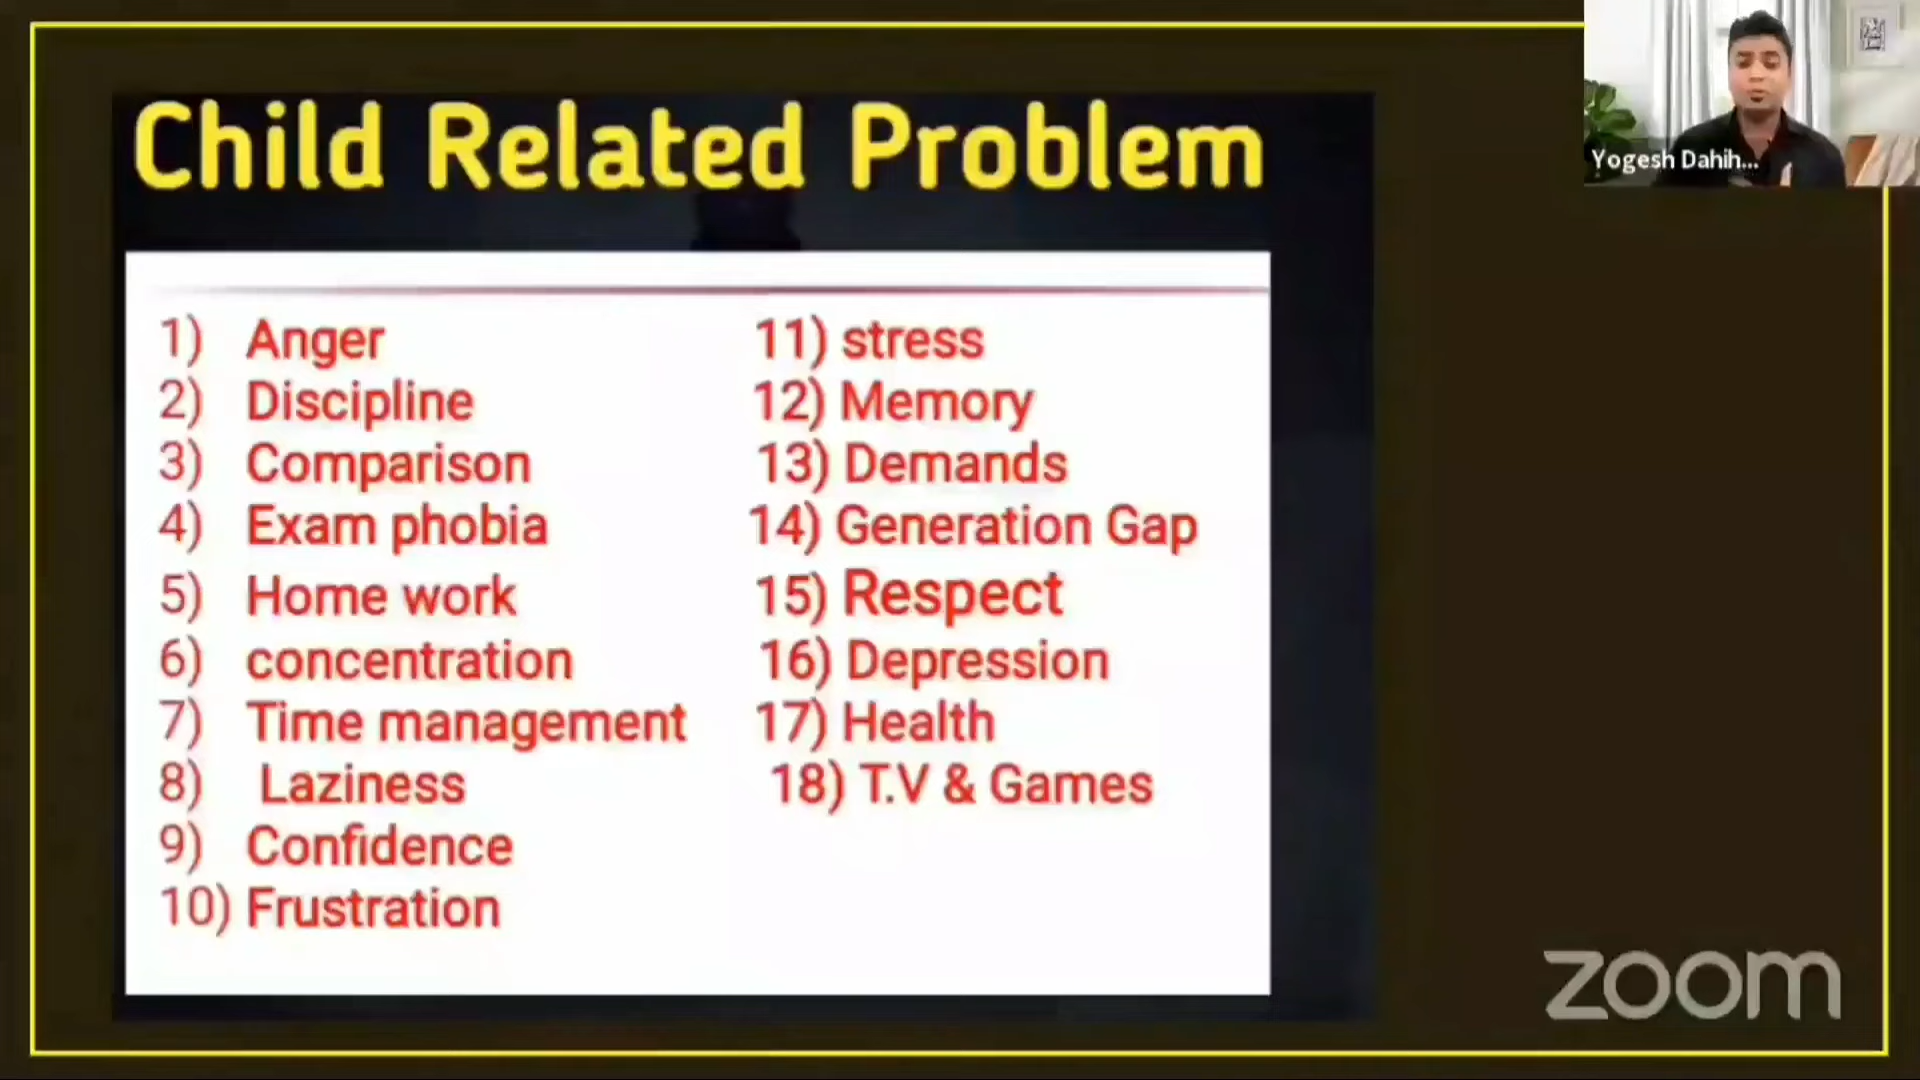 Child Related Problem
1) Anger
2) Discipline
3) Comparison
4) Exam phobia
5) Home work
6) concentration
7) Time management
8) Laziness
9) Confidence
10) Frustration
11) stress
12) Memory
13) Demands
14) Generation Gap
15) Respect
16) Depression
17) Health
18) T.V & Games
Yogesh Dahih...
zoom